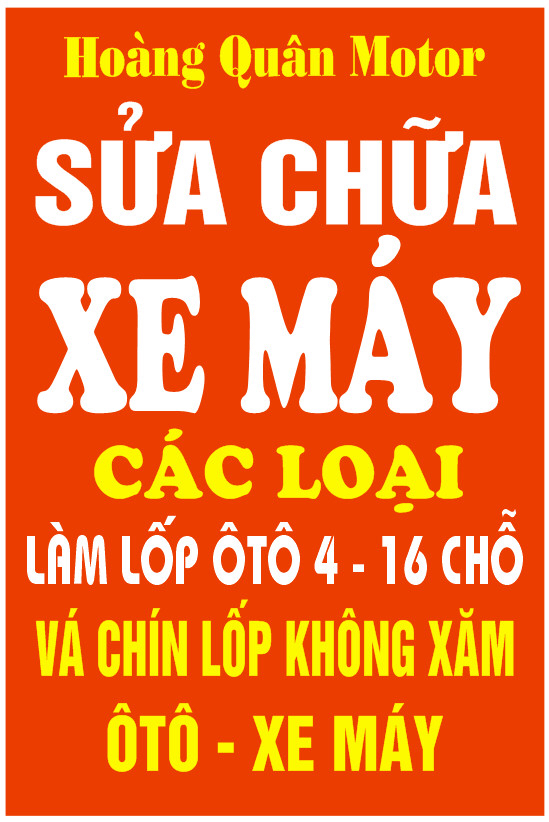 Hoàng Quân Motor
SỬA CHỮA
XE MÁY
CÁC LOẠI
LÀM LỐP ÔTÔ 4 - 16 CHỖ
VÁ CHÍN LỐP KHÔNG XĂM
ÔTÔ - XE MÁY